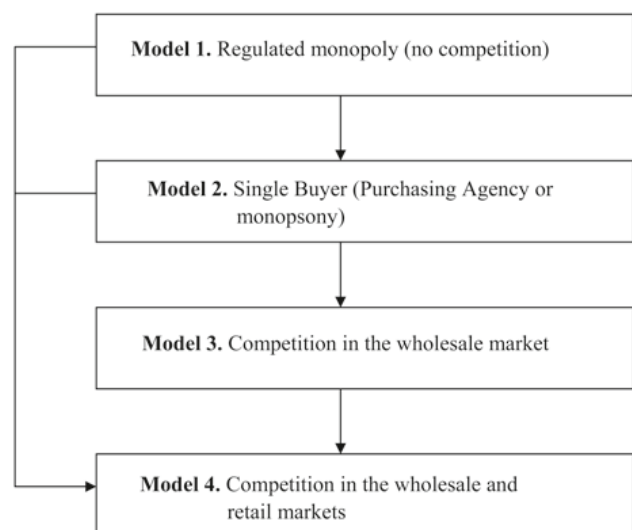 Model 1. Regulated monopoly (no competition)
Model 2. Single Buyer (Purchasing Agency or
monopsony)
Model 3. Competition in the wholesale market
Model 4. Competition in the wholesale and
retail markets